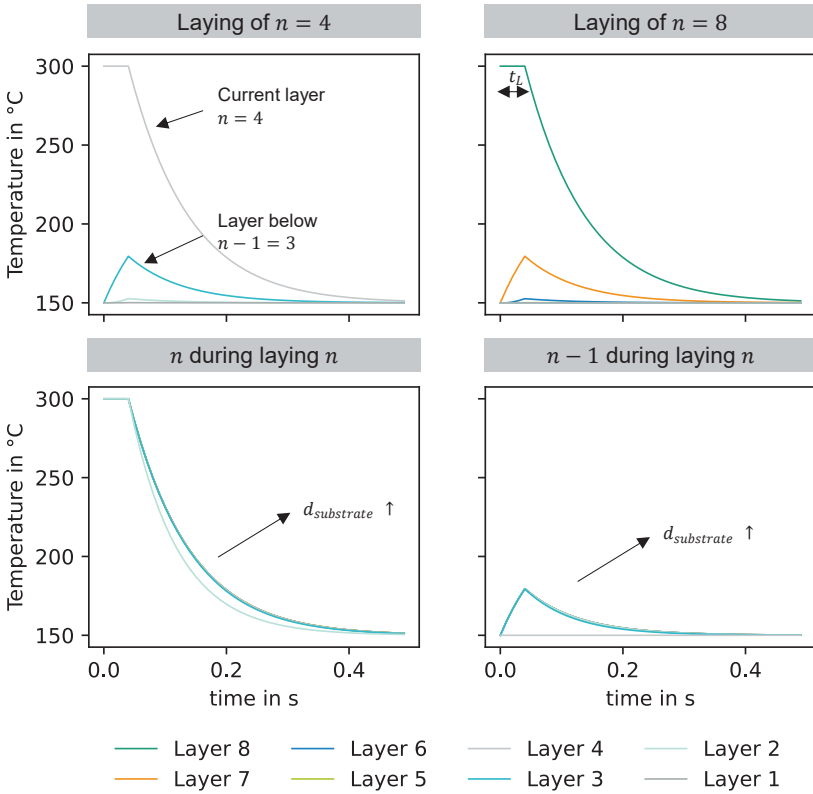 Laying of n = 4
Laying of n = 8
Temperature in °C
300
250
200
150
Current layer
n = 4
Layer below
n − 1 = 3
t_L
n during laying n
n − 1 during laying n
Temperature in °C
300
250
200
150
d_substrate ↑
d_substrate ↑
0.0 0.2 0.4
0.0 0.2 0.4
time in s
time in s
Layer 8 Layer 6 Layer 4 Layer 2
Layer 7 Layer 5 Layer 3 Layer 1